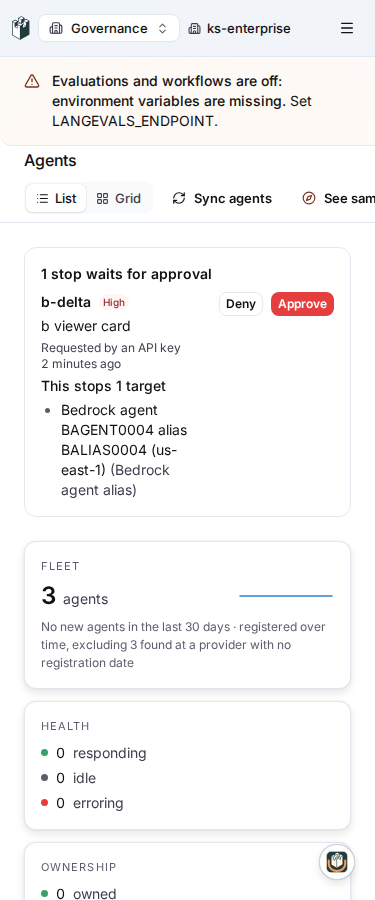 Governance
ks-enterprise
Evaluations and workflows are off:
environment variables are missing. Set
LANGEVALS_ENDPOINT.
Agents
List
Grid
Sync agents
See sam
1 stop waits for approval
b-delta High
Deny
Approve
b viewer card
Requested by an API key
2 minutes ago
This stops 1 target
Bedrock agent
BAGENT0004 alias
BALIAS0004 (us-
east-1) (Bedrock
agent alias)
FLEET
3 agents
No new agents in the last 30 days · registered over
time, excluding 3 found at a provider with no
registration date
HEALTH
0 responding
0 idle
0 erroring
OWNERSHIP
0 owned